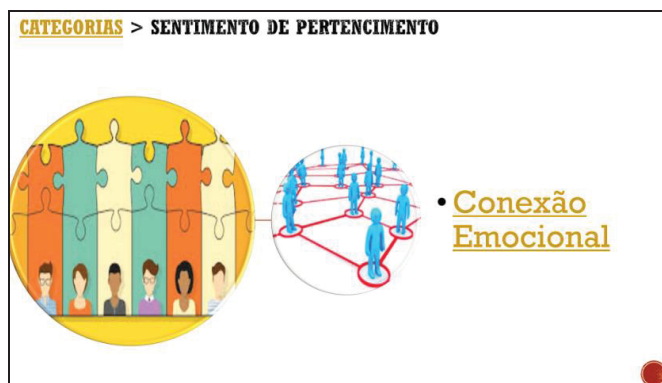 CATEGORIAS > SENTIMENTO DE PERTENCIMENTO
• Conexão
Emocional